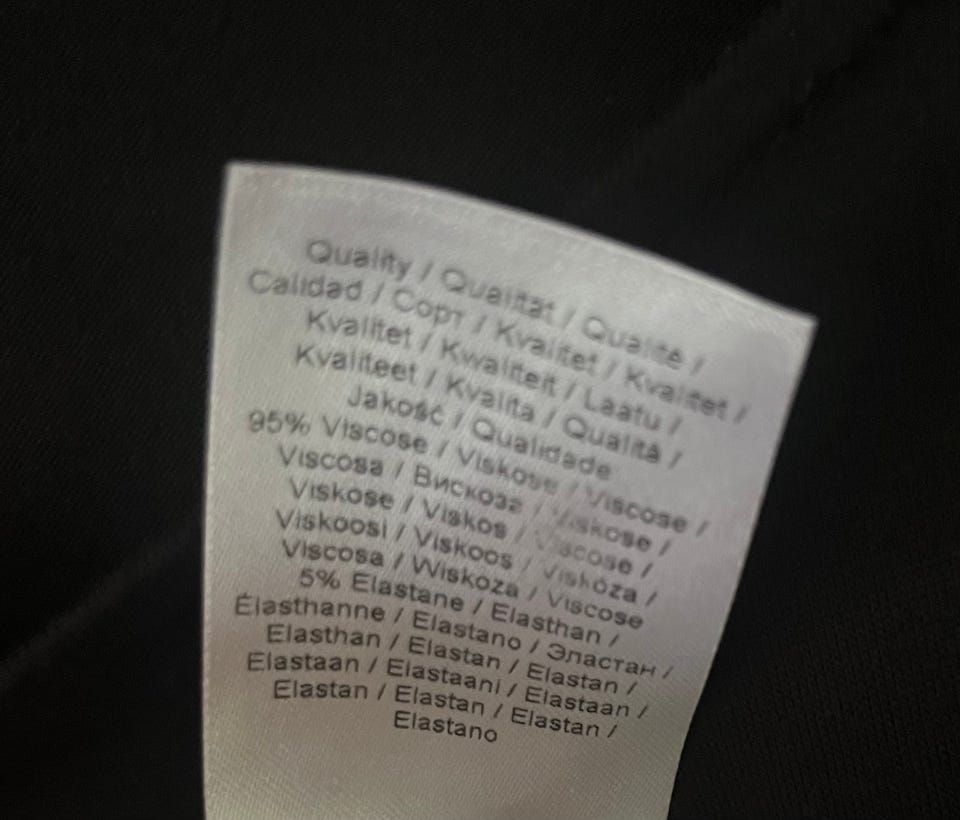 Quality / Qualität / Qualité /
Calidad / Сорт / Kvalitet / Kvalitet /
Kvalitet / Kwaliteit / Laatu /
Kvaliteet / Kvalita / Qualità /
Jakość / Qualidade
95% Viscose / Viskose / Viscose /
Viscosa / Вискоза / Viskose /
Viskose / Viskos / Viscose /
Viskoosi / Viskoos / Viskóza /
Viscosa / Wiskoza / Viscose
5% Elastane / Elasthan /
Élasthanne / Elastano / Эластан /
Elasthan / Elastan / Elastan /
Elastaan / Elastaani / Elastaan /
Elastan / Elastan / Elastan /
Elastano